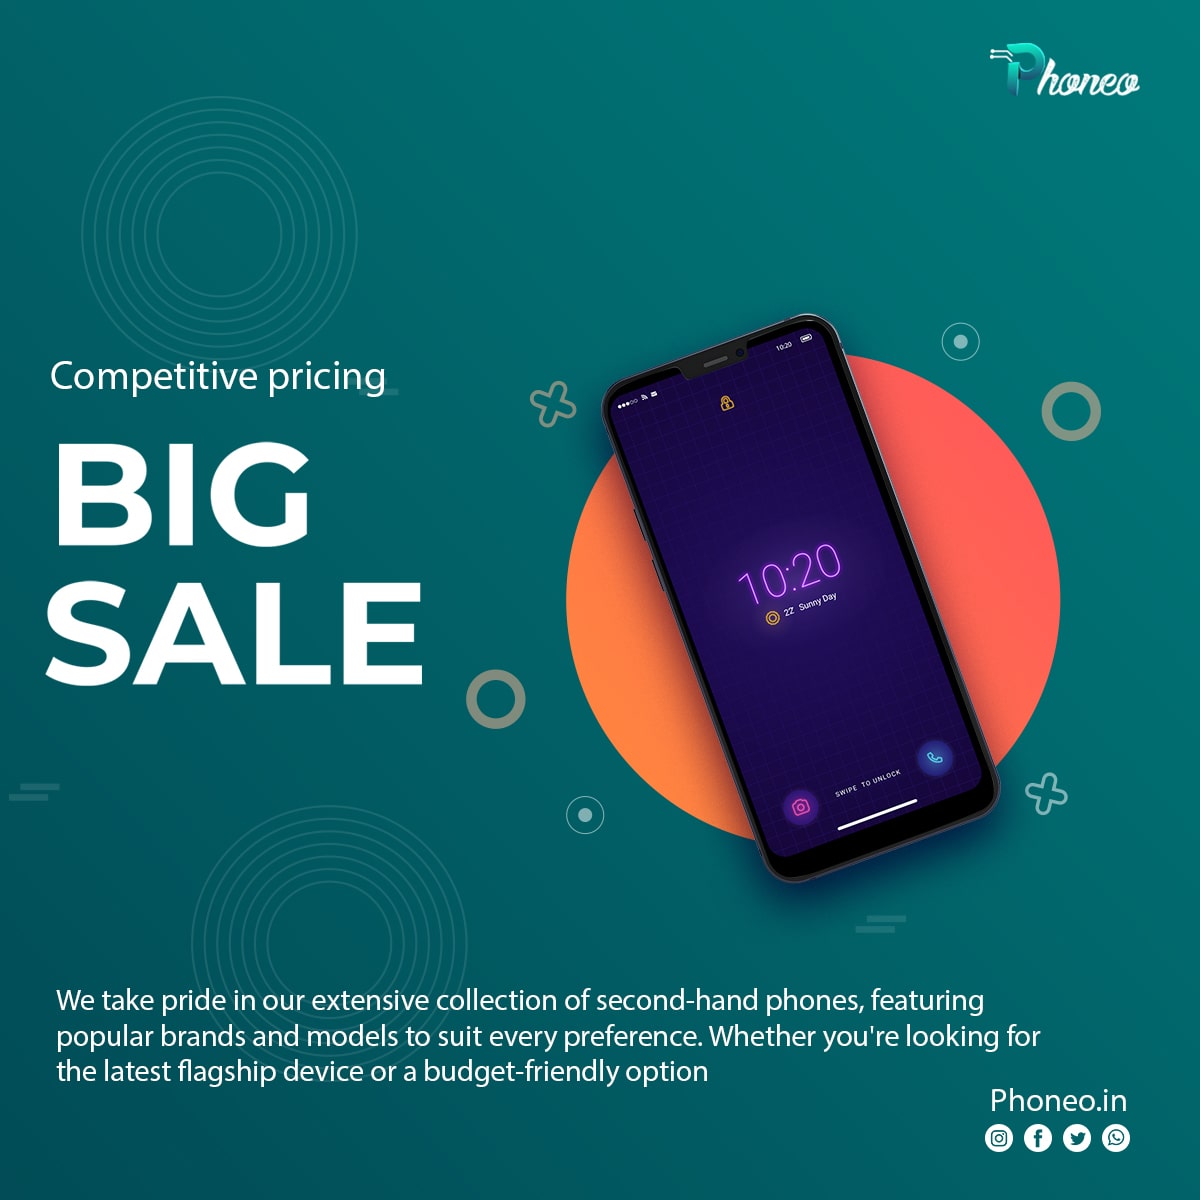 Phoneo
Competitive pricing
BIG
SALE
10:20
10:20
22 Sunny Day
SWIPE TO UNLOCK
We take pride in our extensive collection of second-hand phones, featuring
popular brands and models to suit every preference. Whether you're looking for
the latest flagship device or a budget-friendly option
Phoneo.in